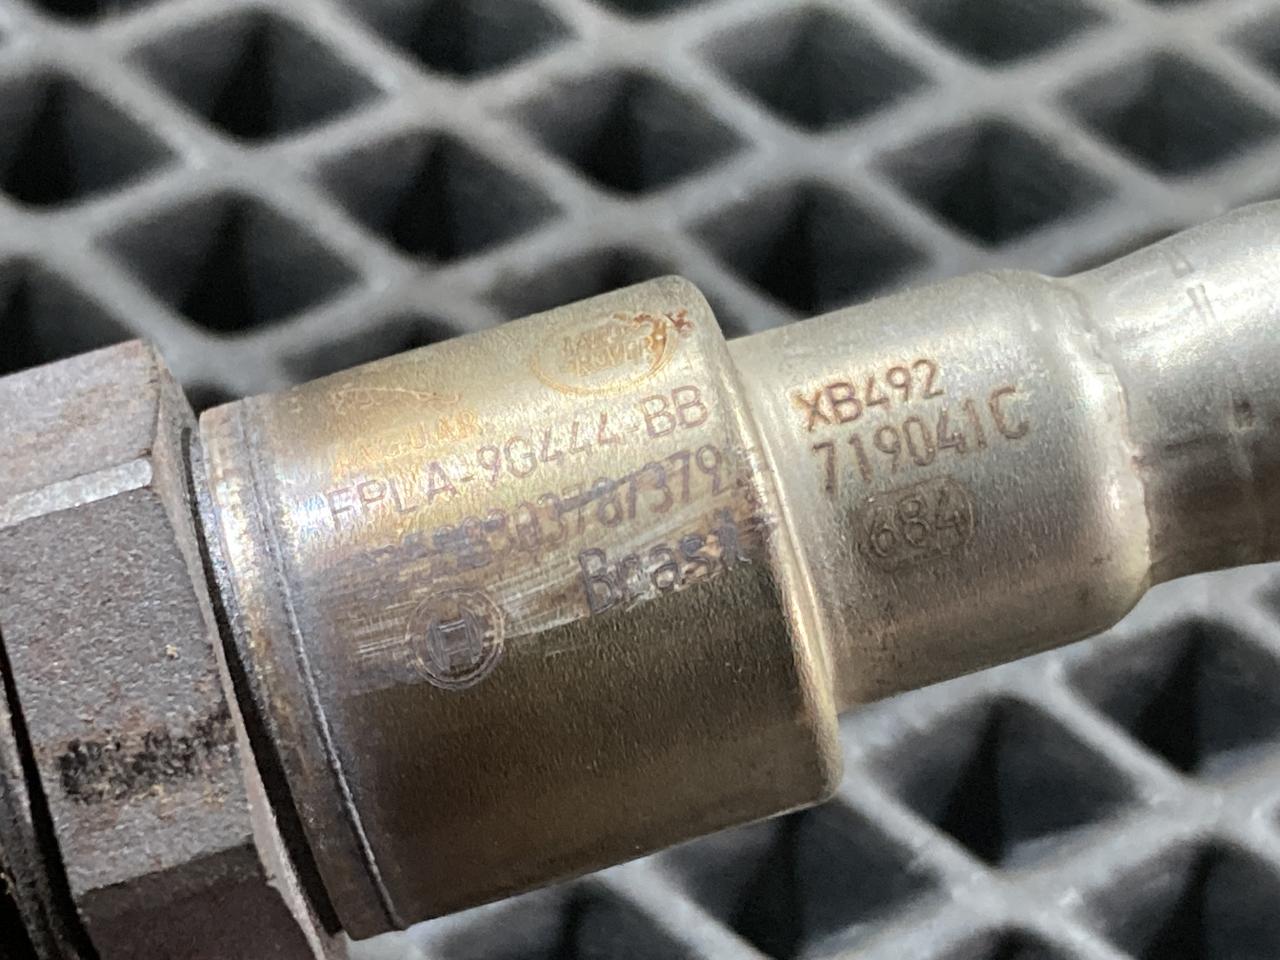 LAND
ROVER
JAGUAR
FPLA-9G444-BB
Brasil
XB492
719041C
684